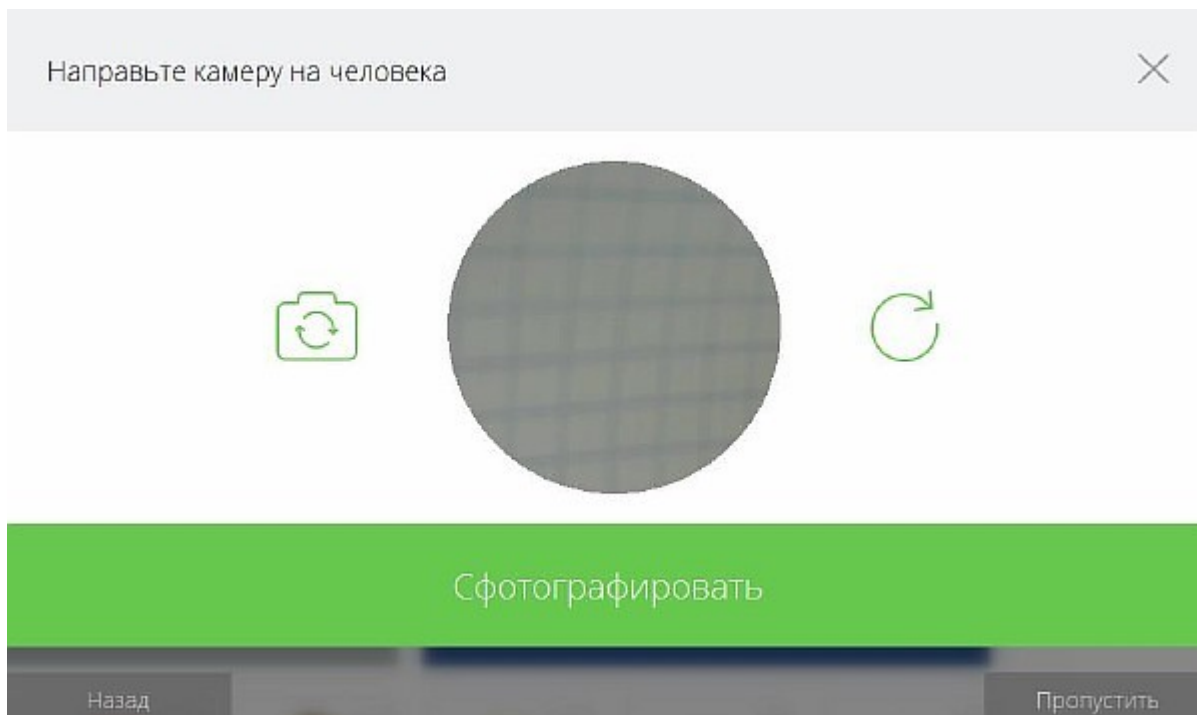 Направьте камеру на человека
Сфотографировать
Назад
Пропустить